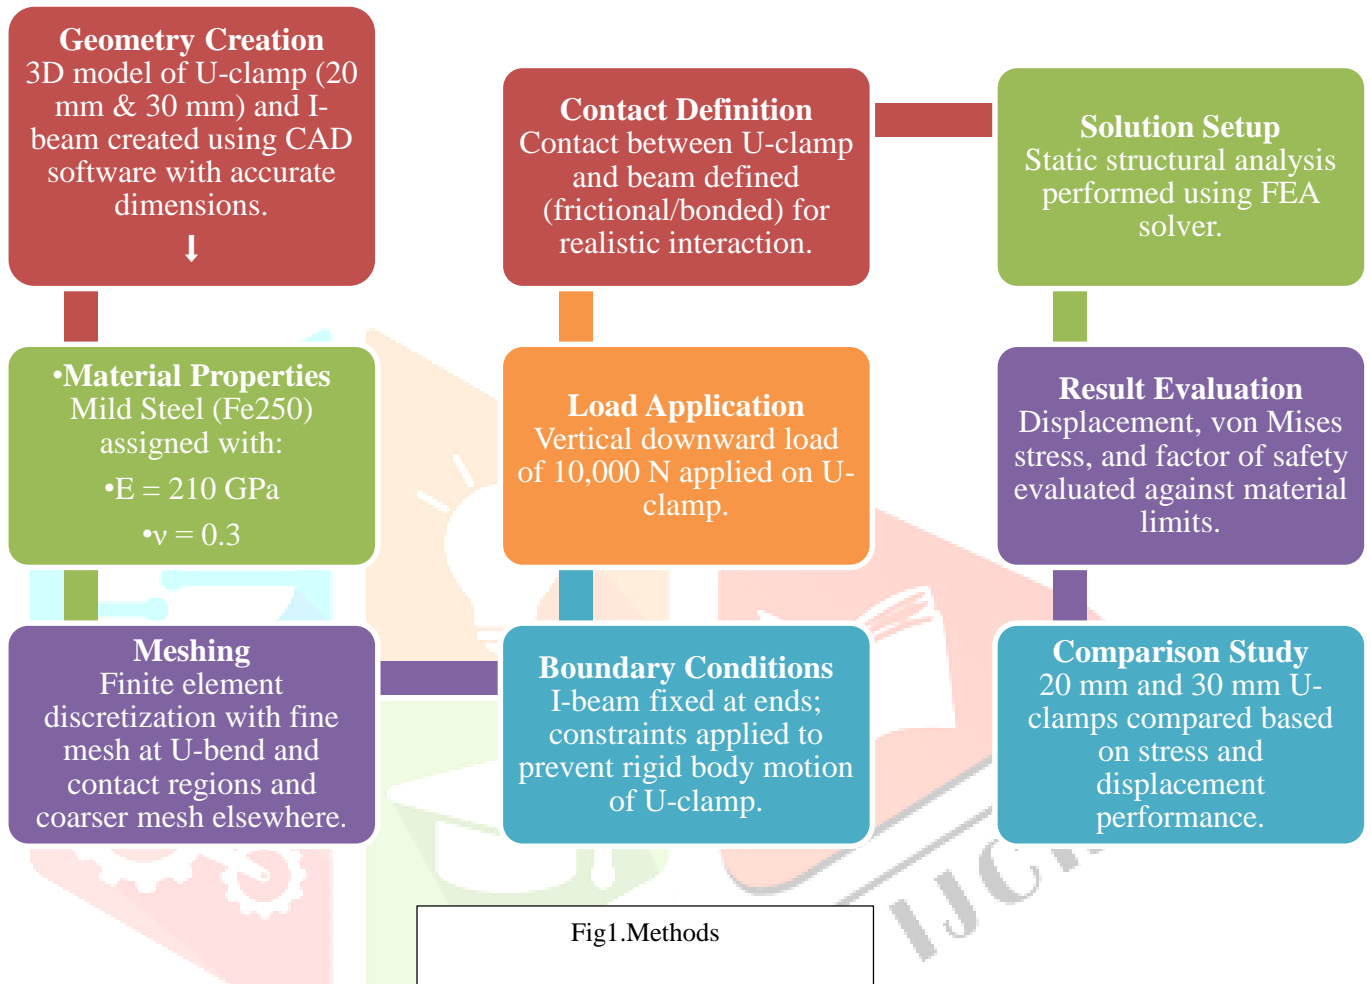 Geometry Creation
3D model of U-clamp (20
mm & 30 mm) and I-
beam created using CAD
software with accurate
dimensions.
⬇
•Material Properties
Mild Steel (Fe250)
assigned with:
•E = 210 GPa
•ν = 0.3
Meshing
Finite element
discretization with fine
mesh at U-bend and
contact regions and
coarser mesh elsewhere.
Boundary Conditions
I-beam fixed at ends;
constraints applied to
prevent rigid body motion
of U-clamp.
Load Application
Vertical downward load
of 10,000 N applied on U-
clamp.
Contact Definition
Contact between U-clamp
and beam defined
(frictional/bonded) for
realistic interaction.
Solution Setup
Static structural analysis
performed using FEA
solver.
Result Evaluation
Displacement, von Mises
stress, and factor of safety
evaluated against material
limits.
Comparison Study
20 mm and 30 mm U-
clamps compared based
on stress and
displacement
performance.
Fig1.Methods